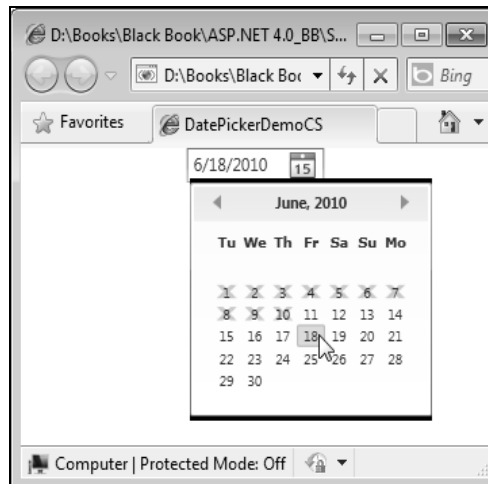 D:\Books\Black Book\ASP.NET 4.0_BB\S...
D:\Books\Black Boo Bing
Favorites DatePickerDemoCS
6/18/2010 15
June, 2010
Tu We Th Fr Sa Su Mo
1 2 3 4 5 6 7
8 9 10 11 12 13 14
15 16 17 18 19 20 21
22 23 24 25 26 27 28
29 30
Computer | Protected Mode: Off